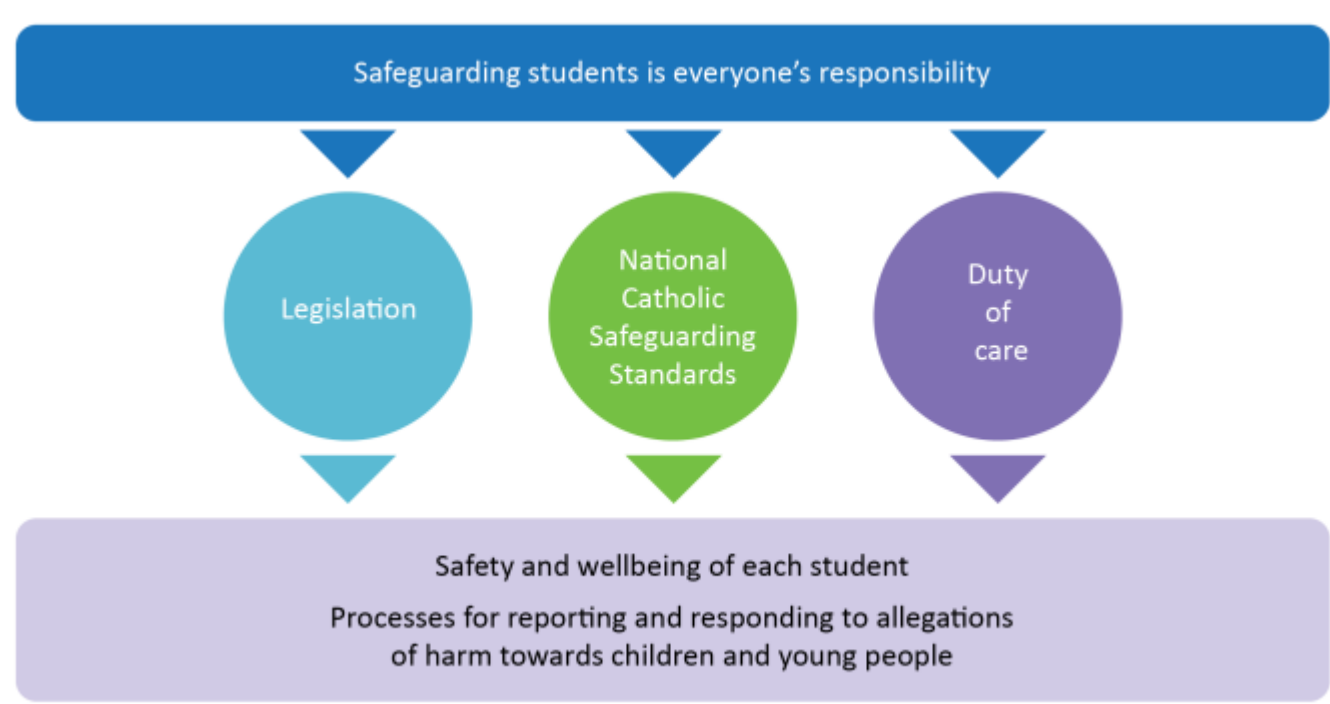 Safeguarding students is everyone’s responsibility
Legislation
National
Catholic
Safeguarding
Standards
Duty
of
care
Safety and wellbeing of each student
Processes for reporting and responding to allegations
of harm towards children and young people